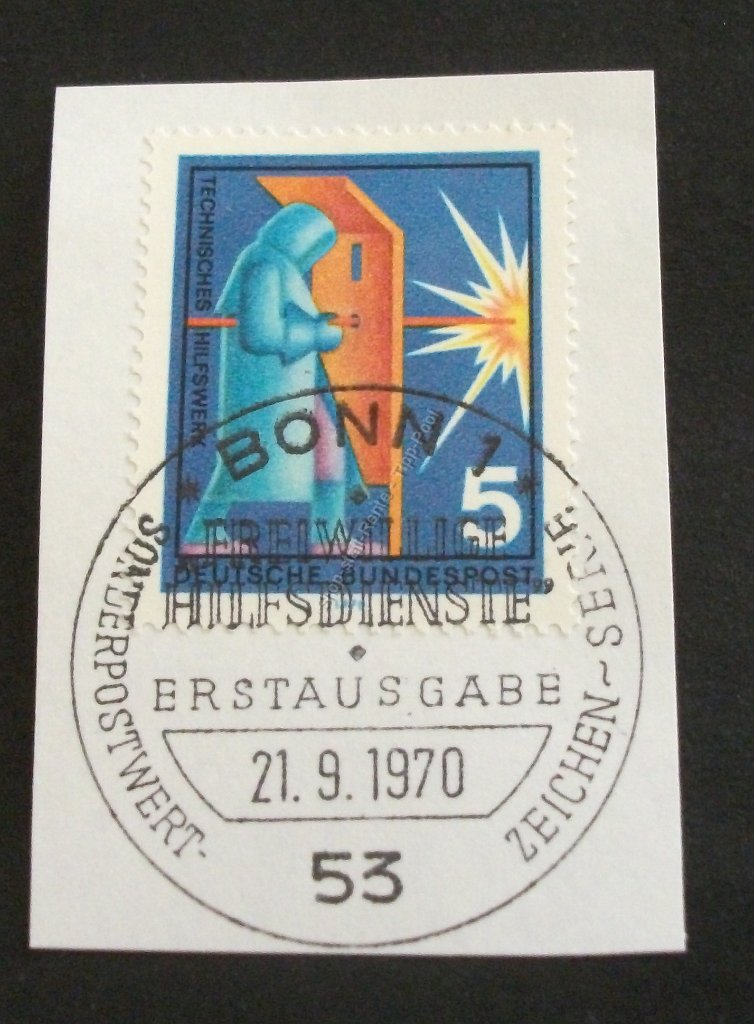 TECHNISCHES HILFSWERK
5
DEUTSCHE BUNDESPOST
BONN 1
SONDERPOSTWERT-
ZEICHEN~SERIE
„FREIWILLIGE
HILFSDIENSTE”
ERSTAUSGABE
21. 9. 1970
53